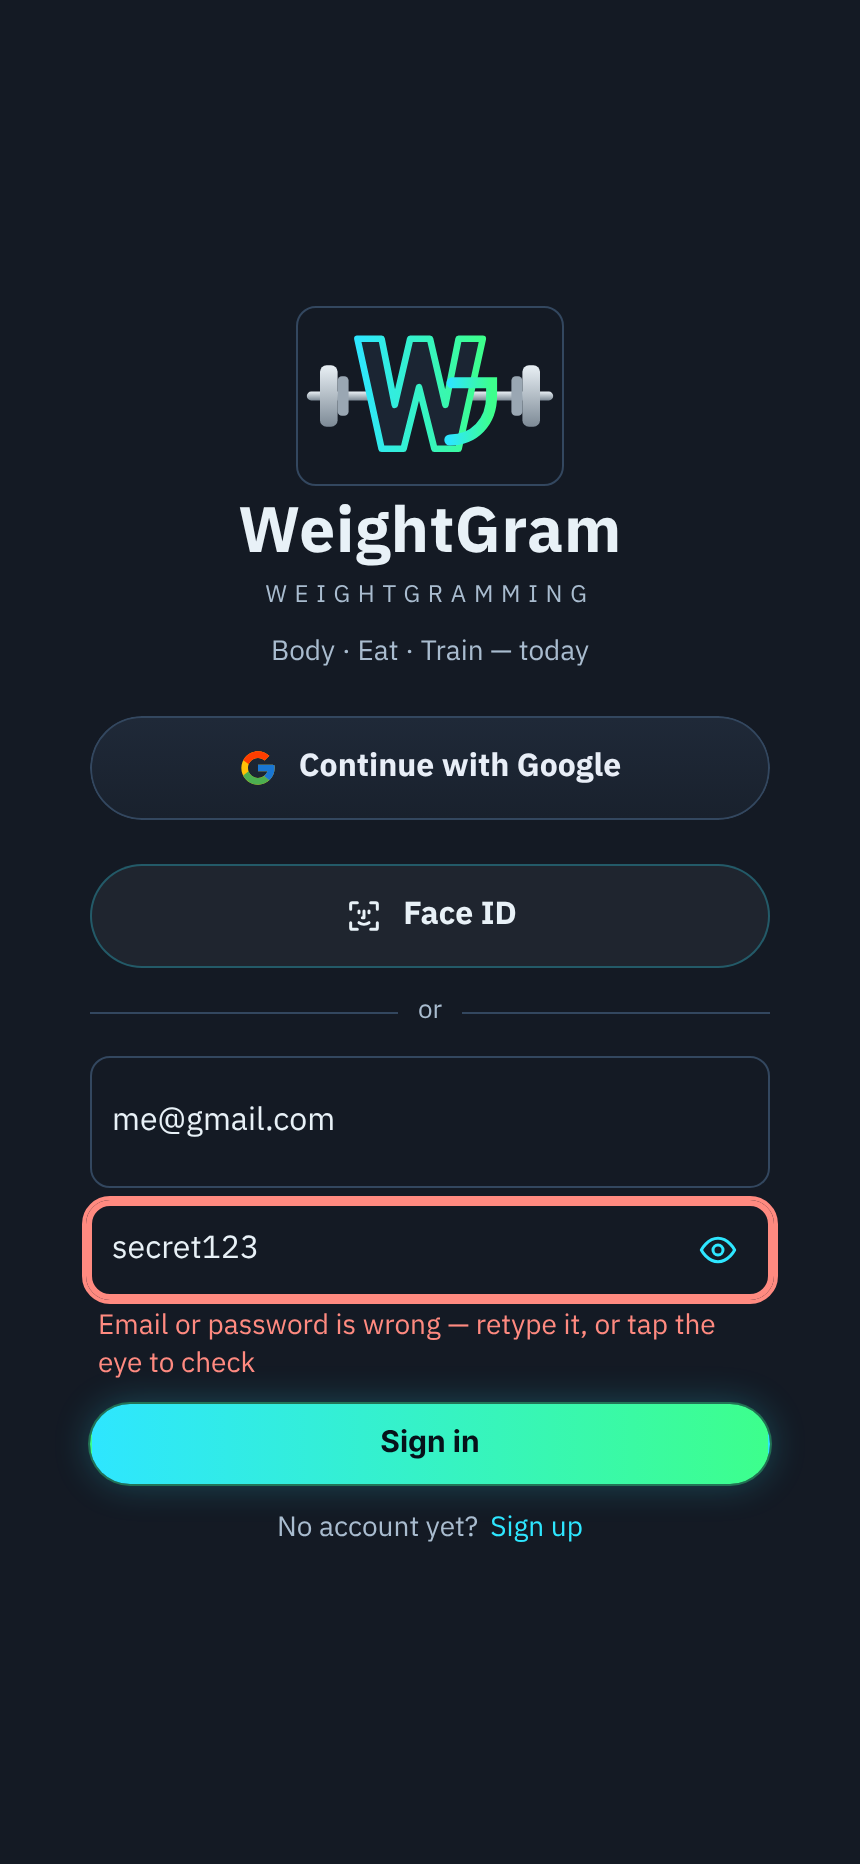 WeightGram
WEIGHTGRAMMING
Body · Eat · Train — today
Continue with Google
Face ID
or
me@gmail.com
secret123
Email or password is wrong — retype it, or tap the
eye to check
Sign in
No account yet? Sign up